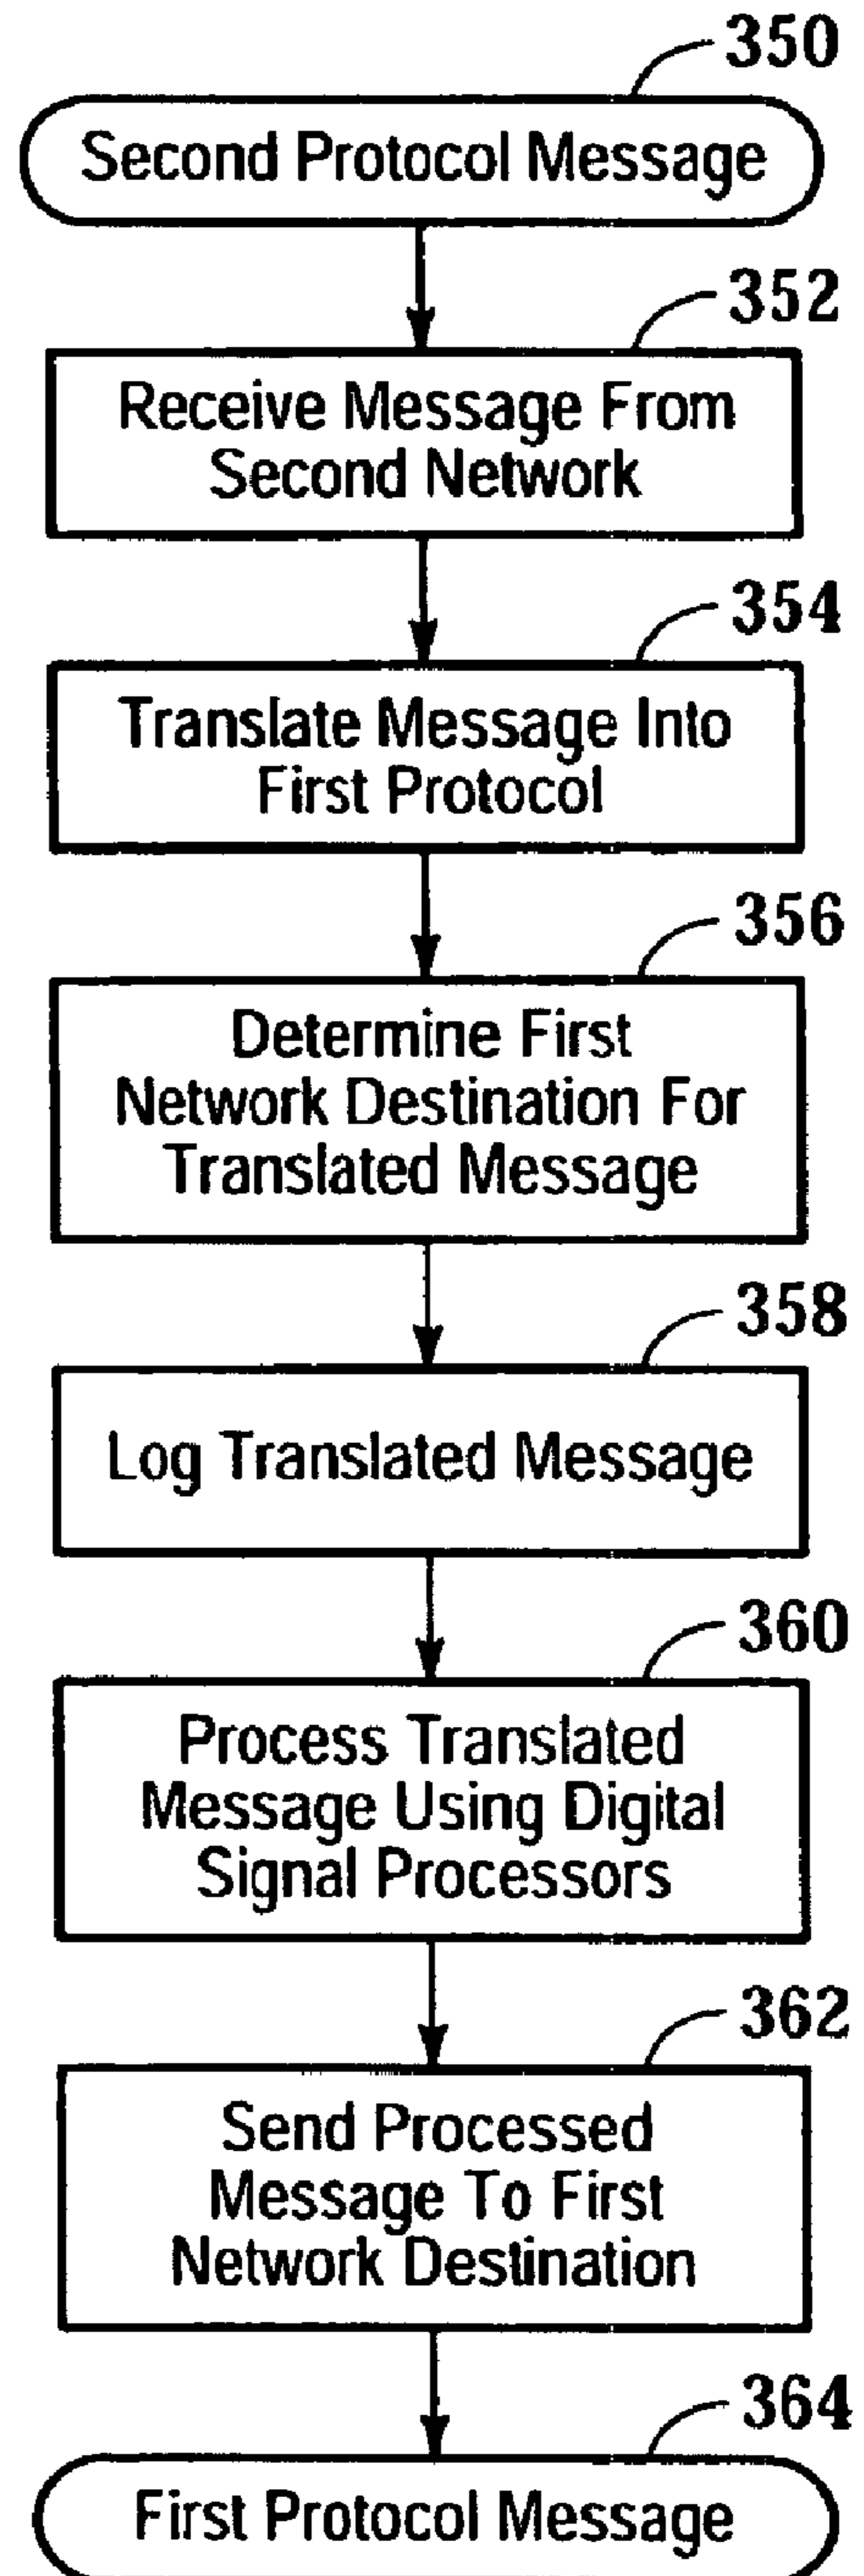 350
Second Protocol Message
352
Receive Message From
Second Network
354
Translate Message Into
First Protocol
356
Determine First
Network Destination For
Translated Message
358
Log Translated Message
360
Process Translated
Message Using Digital
Signal Processors
362
Send Processed
Message To First
Network Destination
364
First Protocol Message